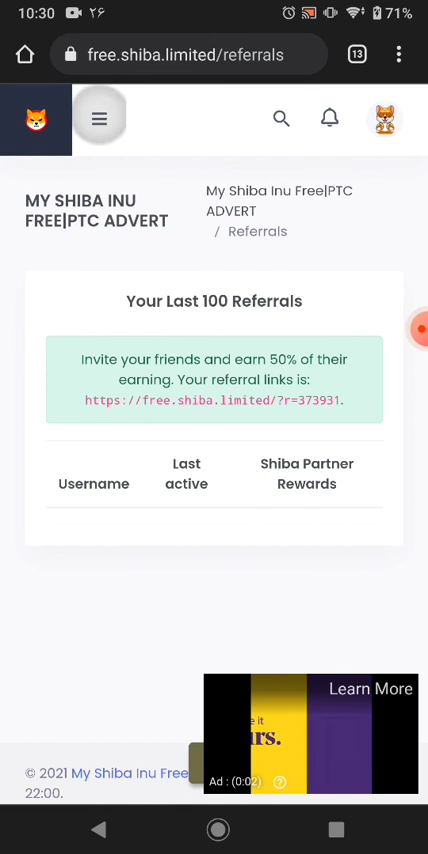 10:30 ۲۶ 71%
free.shiba.limited/referrals 13
MY SHIBA INU
FREE|PTC ADVERT
My Shiba Inu Free|PTC
ADVERT
/ Referrals
Your Last 100 Referrals
Invite your friends and earn 50% of their
earning. Your referral links is:
https://free.shiba.limited/?r=373931.
Username
Last
active
Shiba Partner
Rewards
Learn More
e it
urs.
Ad : (0:02)
© 2021 My Shiba Inu Free
22:00.